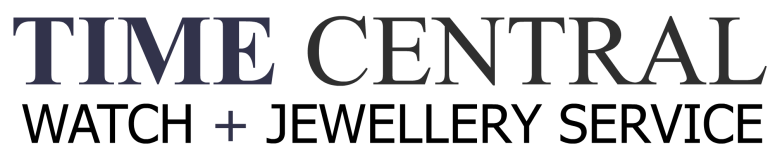 TIME CENTRAL
WATCH + JEWELLERY SERVICE